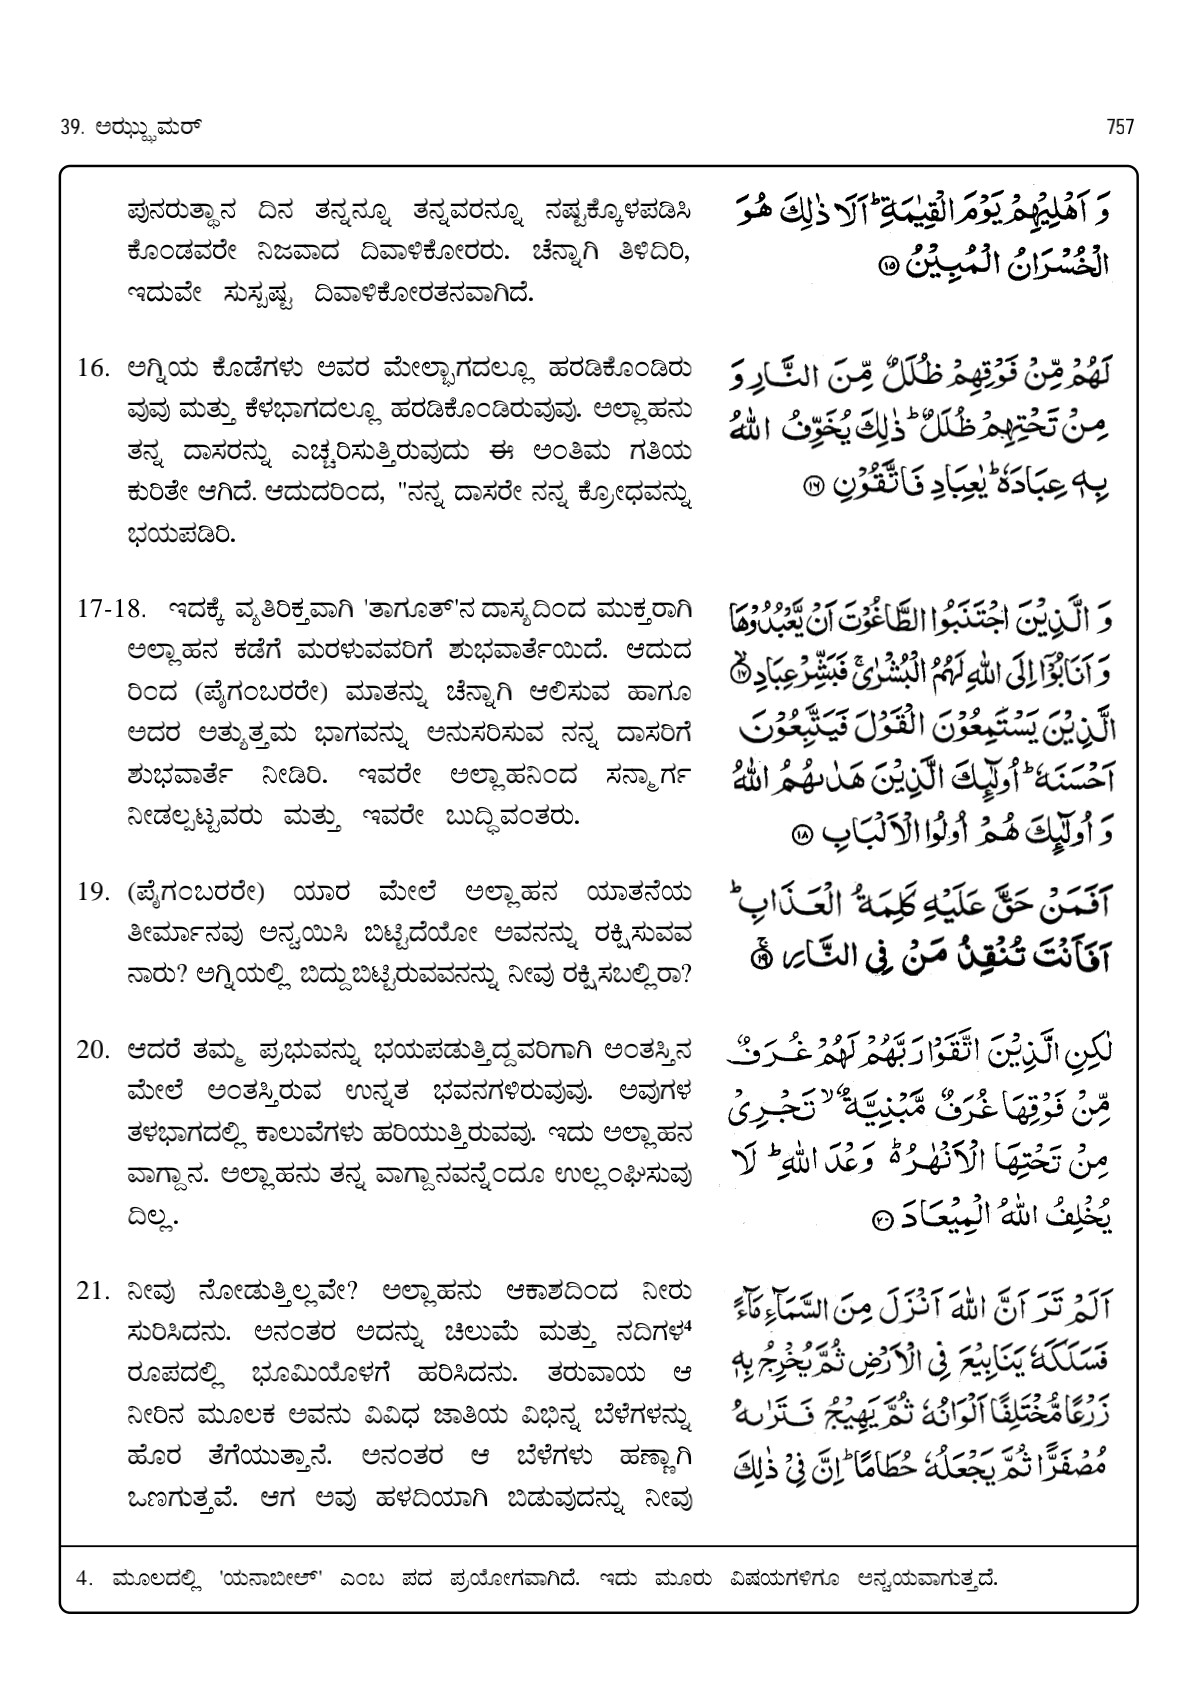 39. ಅಝ್ಝುಮರ್
757
ಪುನರುತ್ಥಾನ ದಿನ ತನ್ನನ್ನೂ ತನ್ನವರನ್ನೂ ನಷ್ಟಕ್ಕೊಳಪಡಿಸಿ
ಕೊಂಡವರೇ ನಿಜವಾದ ದಿವಾಳಿಕೋರರು. ಚೆನ್ನಾಗಿ ತಿಳಿದಿರಿ,
ಇದುವೇ ಸುಸ್ಪಷ್ಟ ದಿವಾಳಿಕೋರತನವಾಗಿದೆ.
وَ اَهْلِيْهِمْ يَوْمَ الْقِيٰمَةِ ؕ اَلَا ذٰلِكَ هُوَ
الْخُسْرَانُ الْمُبِيْنُ ۝۱۵
16. ಅಗ್ನಿಯ ಕೊಡೆಗಳು ಅವರ ಮೇಲ್ಭಾಗದಲ್ಲೂ ಹರಡಿಕೊಂಡಿರು
ವುವು ಮತ್ತು ಕೆಳಭಾಗದಲ್ಲೂ ಹರಡಿಕೊಂಡಿರುವುವು. ಅಲ್ಲಾಹನು
ತನ್ನ ದಾಸರನ್ನು ಎಚ್ಚರಿಸುತ್ತಿರುವುದು ಈ ಅಂತಿಮ ಗತಿಯ
ಕುರಿತೇ ಆಗಿದೆ. ಆದುದರಿಂದ, "ನನ್ನ ದಾಸರೇ ನನ್ನ ಕ್ರೋಧವನ್ನು
ಭಯಪಡಿರಿ.
لَهُمْ مِّنْ فَوْقِهِمْ ظُلَلٌ مِّنَ النَّارِ وَ
مِنْ تَحْتِهِمْ ظُلَلٌ ؕ ذٰلِكَ يُخَوِّفُ اللّٰهُ
بِهٖ عِبَادَهٗ ؕ يٰعِبَادِ فَاتَّقُوْنِ ۝۱۶
17-18. ಇದಕ್ಕೆ ವ್ಯತಿರಿಕ್ತವಾಗಿ 'ತಾಗೂತ್'ನ ದಾಸ್ಯದಿಂದ ಮುಕ್ತರಾಗಿ
ಅಲ್ಲಾಹನ ಕಡೆಗೆ ಮರಳುವವರಿಗೆ ಶುಭವಾರ್ತೆಯಿದೆ. ಆದುದ
ರಿಂದ (ಪೈಗಂಬರರೇ) ಮಾತನ್ನು ಚೆನ್ನಾಗಿ ಆಲಿಸುವ ಹಾಗೂ
ಅದರ ಅತ್ಯುತ್ತಮ ಭಾಗವನ್ನು ಅನುಸರಿಸುವ ನನ್ನ ದಾಸರಿಗೆ
ಶುಭವಾರ್ತೆ ನೀಡಿರಿ. ಇವರೇ ಅಲ್ಲಾಹನಿಂದ ಸನ್ಮಾರ್ಗ
ನೀಡಲ್ಪಟ್ಟವರು ಮತ್ತು ಇವರೇ ಬುದ್ಧಿವಂತರು.
وَ الَّذِيْنَ اجْتَنَبُوا الطَّاغُوْتَ اَنْ يَّعْبُدُوْهَا
وَ اَنَابُوْۤا اِلَى اللّٰهِ لَهُمُ الْبُشْرٰى ۚ فَبَشِّرْ عِبَادِ ۝ۙ۱۷
الَّذِيْنَ يَسْتَمِعُوْنَ الْقَوْلَ فَيَتَّبِعُوْنَ
اَحْسَنَهٗ ؕ اُولٰٓئِكَ الَّذِيْنَ هَدٰىهُمُ اللّٰهُ
وَ اُولٰٓئِكَ هُمْ اُولُوا الْاَلْبَابِ ۝۱۸
19. (ಪೈಗಂಬರರೇ) ಯಾರ ಮೇಲೆ ಅಲ್ಲಾಹನ ಯಾತನೆಯ
ತೀರ್ಮಾನವು ಅನ್ವಯಿಸಿ ಬಿಟ್ಟಿದೆಯೋ ಅವನನ್ನು ರಕ್ಷಿಸುವವ
ನಾರು? ಅಗ್ನಿಯಲ್ಲಿ ಬಿದ್ದುಬಿಟ್ಟಿರುವವನನ್ನು ನೀವು ರಕ್ಷಿಸಬಲ್ಲಿರಾ?
اَفَمَنْ حَقَّ عَلَيْهِ كَلِمَةُ الْعَذَابِ ؕ
اَفَاَنْتَ تُنْقِذُ مَنْ فِي النَّارِ ۝ۚ۱۹
20. ಆದರೆ ತಮ್ಮ ಪ್ರಭುವನ್ನು ಭಯಪಡುತ್ತಿದ್ದವರಿಗಾಗಿ ಅಂತಸ್ತಿನ
ಮೇಲೆ ಅಂತಸ್ತಿರುವ ಉನ್ನತ ಭವನಗಳಿರುವುವು. ಅವುಗಳ
ತಳಭಾಗದಲ್ಲಿ ಕಾಲುವೆಗಳು ಹರಿಯುತ್ತಿರುವವು. ಇದು ಅಲ್ಲಾಹನ
ವಾಗ್ದಾನ. ಅಲ್ಲಾಹನು ತನ್ನ ವಾಗ್ದಾನವನ್ನೆಂದೂ ಉಲ್ಲಂಘಿಸುವು
ದಿಲ್ಲ.
لٰكِنِ الَّذِيْنَ اتَّقَوْا رَبَّهُمْ لَهُمْ غُرَفٌ
مِّنْ فَوْقِهَا غُرَفٌ مَّبْنِيَّةٌ ۙ تَجْرِيْ
مِنْ تَحْتِهَا الْاَنْهٰرُ ؕ۬ وَعْدَ اللّٰهِ ؕ لَا
يُخْلِفُ اللّٰهُ الْمِيْعَادَ ۝۲۰
21. ನೀವು ನೋಡುತ್ತಿಲ್ಲವೇ? ಅಲ್ಲಾಹನು ಆಕಾಶದಿಂದ ನೀರು
ಸುರಿಸಿದನು. ಅನಂತರ ಅದನ್ನು ಚಿಲುಮೆ ಮತ್ತು ನದಿಗಳ⁴
ರೂಪದಲ್ಲಿ ಭೂಮಿಯೊಳಗೆ ಹರಿಸಿದನು. ತರುವಾಯ ಆ
ನೀರಿನ ಮೂಲಕ ಅವನು ವಿವಿಧ ಜಾತಿಯ ವಿಭಿನ್ನ ಬೆಳೆಗಳನ್ನು
ಹೊರ ತೆಗೆಯುತ್ತಾನೆ. ಅನಂತರ ಆ ಬೆಳೆಗಳು ಹಣ್ಣಾಗಿ
ಒಣಗುತ್ತವೆ. ಆಗ ಅವು ಹಳದಿಯಾಗಿ ಬಿಡುವುದನ್ನು ನೀವು
اَلَمْ تَرَ اَنَّ اللّٰهَ اَنْزَلَ مِنَ السَّمَآءِ مَآءً
فَسَلَكَهٗ يَنَابِيْعَ فِي الْاَرْضِ ثُمَّ يُخْرِجُ بِهٖ
زَرْعًا مُّخْتَلِفًا اَلْوَانُهٗ ثُمَّ يَهِيْجُ فَتَرٰىهُ
مُصْفَرًّا ثُمَّ يَجْعَلُهٗ حُطَامًا ؕ اِنَّ فِيْ ذٰلِكَ
4. ಮೂಲದಲ್ಲಿ 'ಯನಾಬೀಅ್' ಎಂಬ ಪದ ಪ್ರಯೋಗವಾಗಿದೆ. ಇದು ಮೂರು ವಿಷಯಗಳಿಗೂ ಅನ್ವಯವಾಗುತ್ತದೆ.